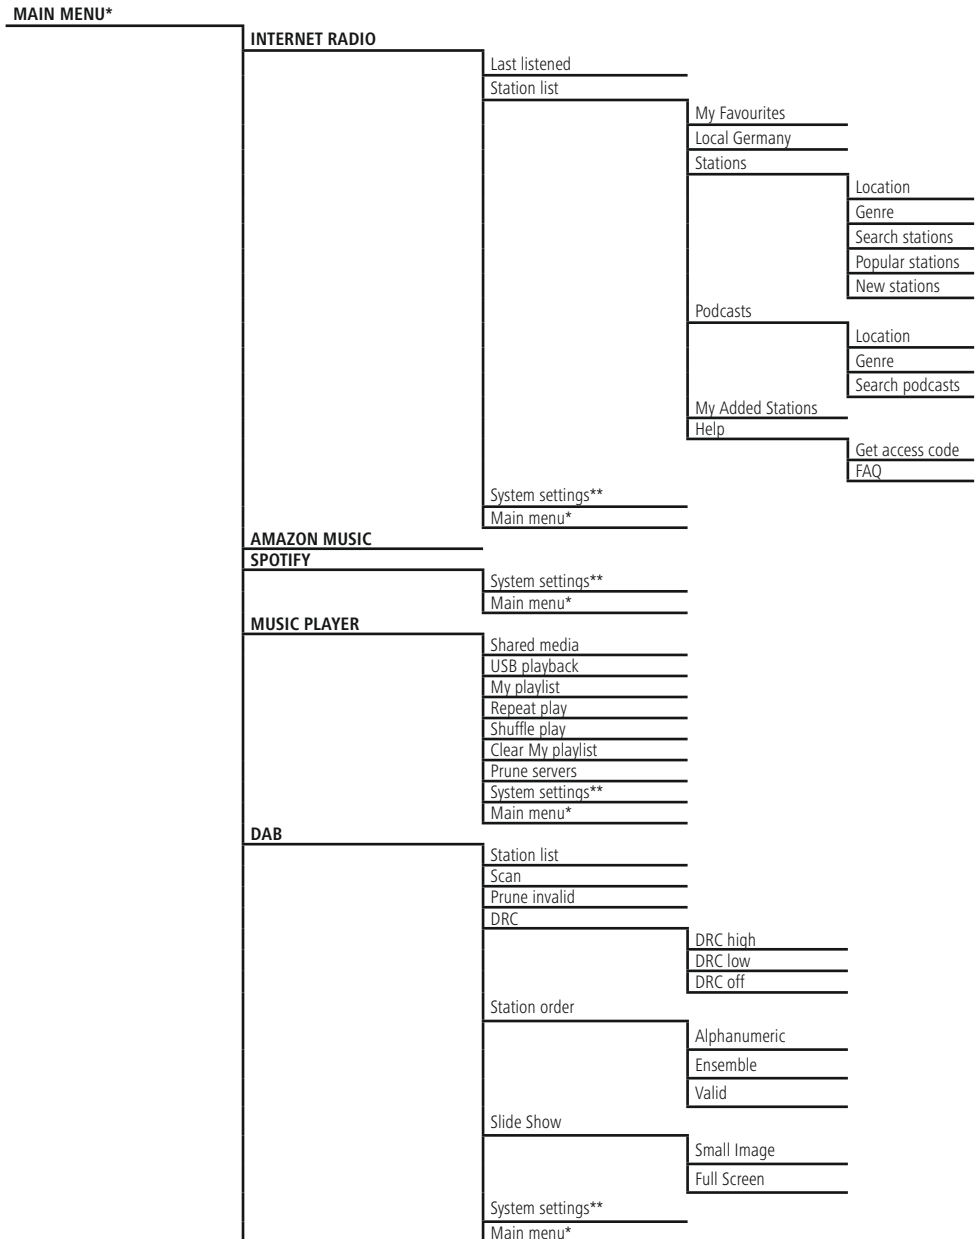 MAIN MENU*
INTERNET RADIO
Last listened
Station list
My Favourites
Local Germany
Stations
Location
Genre
Search stations
Popular stations
New stations
Podcasts
Location
Genre
Search podcasts
My Added Stations
Help
Get access code
FAQ
System settings**
Main menu*
AMAZON MUSIC
SPOTIFY
System settings**
Main menu*
MUSIC PLAYER
Shared media
USB playback
My playlist
Repeat play
Shuffle play
Clear My playlist
Prune servers
System settings**
Main menu*
DAB
Station list
Scan
Prune invalid
DRC
DRC high
DRC low
DRC off
Station order
Alphanumeric
Ensemble
Valid
Slide Show
Small Image
Full Screen
System settings**
Main menu*